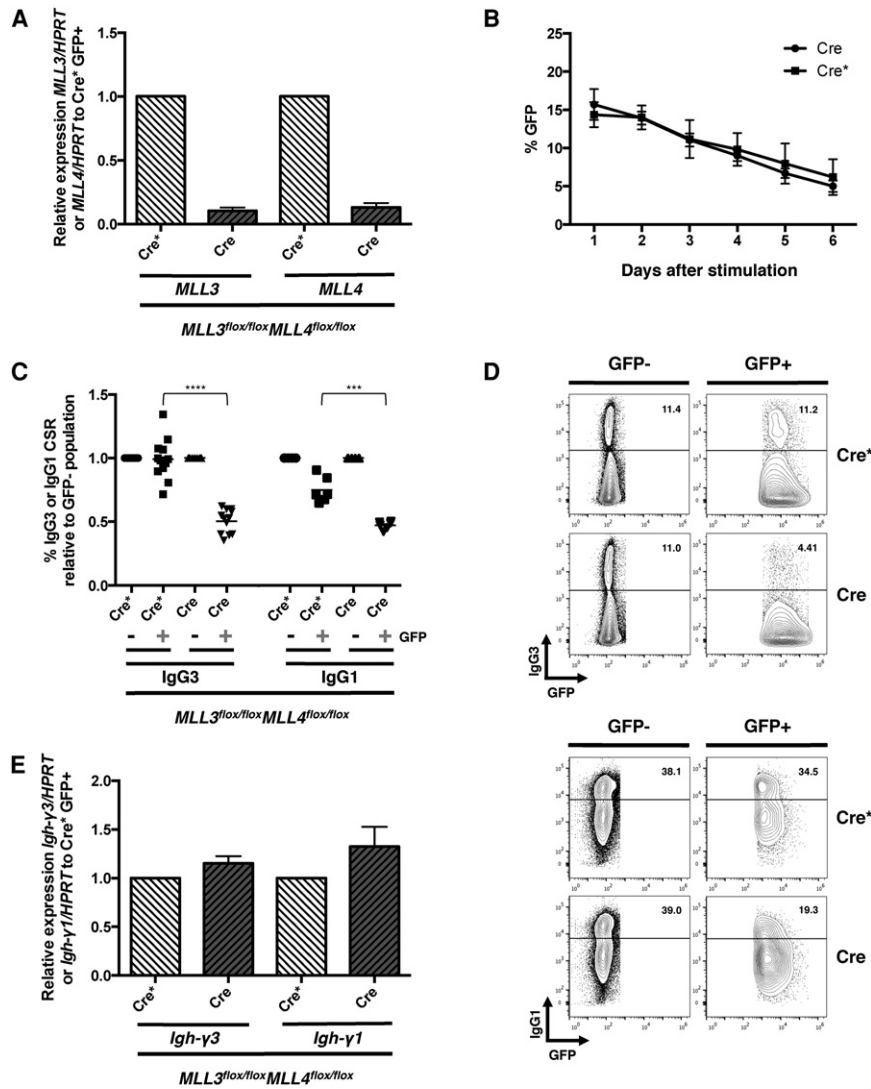 A
Relative expression MLL3/HPRT
or MLL4/HPRT to Cre* GFP+
1.5
1.0
0.5
0
Cre*
Cre
Cre*
Cre
MLL3
MLL4
MLL3flox/floxMLL4flox/flox
B
% GFP
25
20
15
10
5
0
Cre
Cre*
1 2 3 4 5 6
Days after stimulation
C
% IgG3 or IgG1 CSR
relative to GFP- population
1.5
1.0
0.5
0.0
****
***
Cre*
Cre*
Cre
Cre
Cre*
Cre*
Cre
Cre
- + - + - + - + GFP
IgG3
IgG1
MLL3flox/floxMLL4flox/flox
D
GFP-
GFP+
11.4
11.2
Cre*
11.0
4.41
Cre
IgG3
GFP
GFP-
GFP+
38.1
34.5
Cre*
39.0
19.3
Cre
IgG1
GFP
E
Relative expression Igh-γ3/HPRT
or Igh-γ1/HPRT to Cre* GFP+
2.0
1.5
1.0
0.5
0.0
Cre*
Cre
Cre*
Cre
Igh-γ3
Igh-γ1
MLL3flox/floxMLL4flox/flox